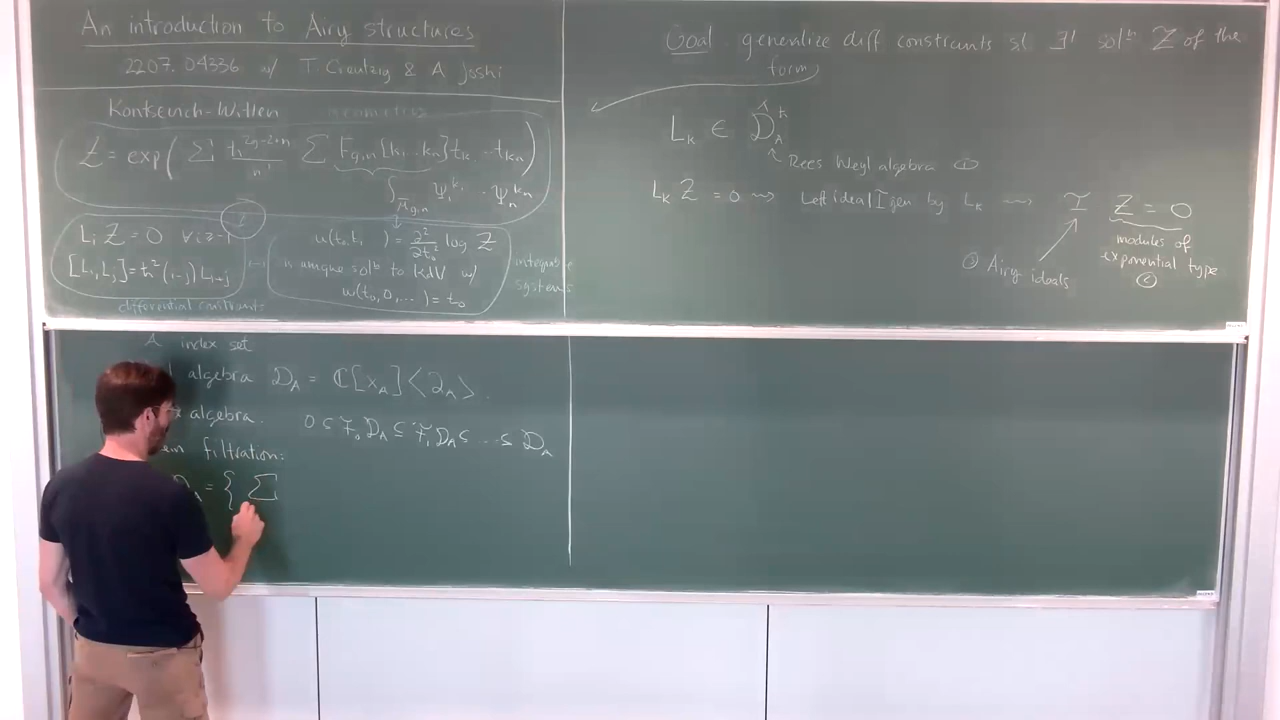 An introduction to Airy structures
2207.04336 w/ T. Creutzig & A. Joshi
Kontsevich-Witten geometries
Z = exp( Σ ħ^{2g-2+n}/n! Σ F_{g,n}[k_1...k_n] t_{k_1}...t_{k_n} )
∫_{M̄_{g,n}} Ψ_1^{k_1} ... Ψ_n^{k_n}
L_i Z = 0 ∀ i ≥ -1
[L_i, L_j] = ħ^2 (i-j) L_{i+j}
differential constraints
u(t_0, t_1 ...) = ∂^2/∂t_0^2 log Z
is unique sol^n to KdV w/
u(t_0, 0, ...) = t_0
integrable
systems
Goal generalize diff constraints st ∃! sol^n Z of the
form
L_k ∈ D̂_A^ħ
Rees Weyl algebra ①
L_k Z = 0 ⇝ Left ideal I gen by L_k ⇝ I Z = 0
② Airy ideals
modules of
exponential type
A index set
algebra D_A = ℂ[x_A]<∂_A>.
algebra. 0 ⊆ F_0 D_A ⊆ F_1 D_A ⊆ ... ⊆ D_A
filtration:
D_A = { Σ